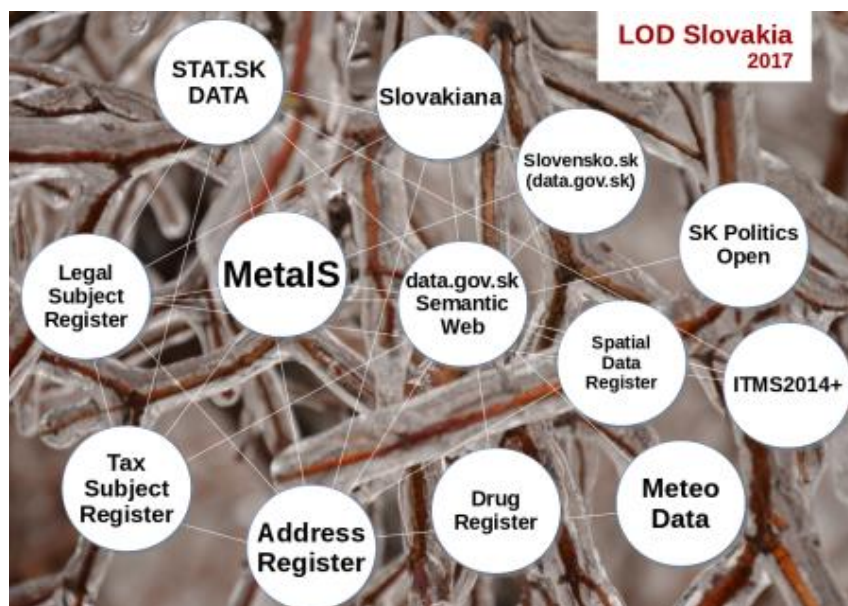 LOD Slovakia
2017
STAT.SK
DATA
Slovakiana
Slovensko.sk
(data.gov.sk)
SK Politics
Open
Legal
Subject
Register
MetaIS
data.gov.sk
Semantic
Web
Spatial
Data
Register
ITMS2014+
Tax
Subject
Register
Address
Register
Drug
Register
Meteo
Data